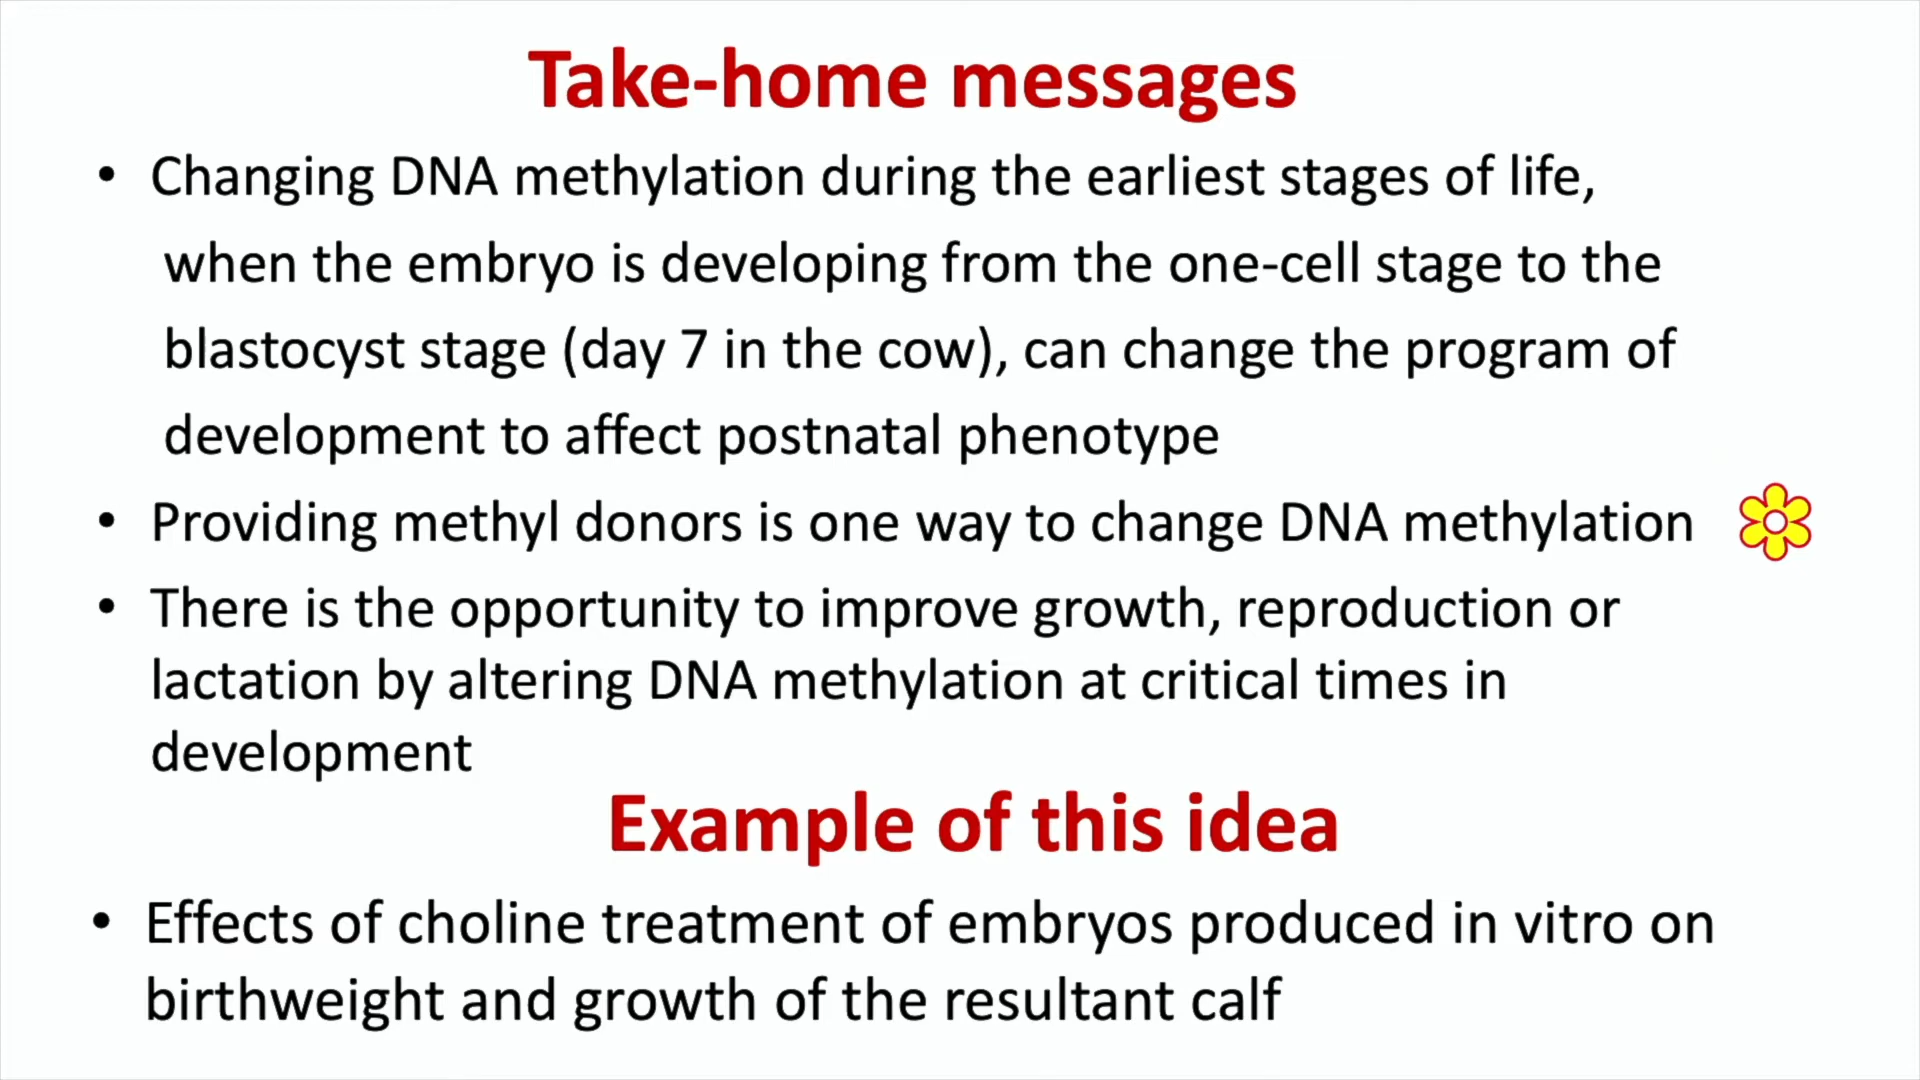 Take-home messages
• Changing DNA methylation during the earliest stages of life,
when the embryo is developing from the one-cell stage to the
blastocyst stage (day 7 in the cow), can change the program of
development to affect postnatal phenotype
• Providing methyl donors is one way to change DNA methylation
• There is the opportunity to improve growth, reproduction or
lactation by altering DNA methylation at critical times in
development
Example of this idea
• Effects of choline treatment of embryos produced in vitro on
birthweight and growth of the resultant calf